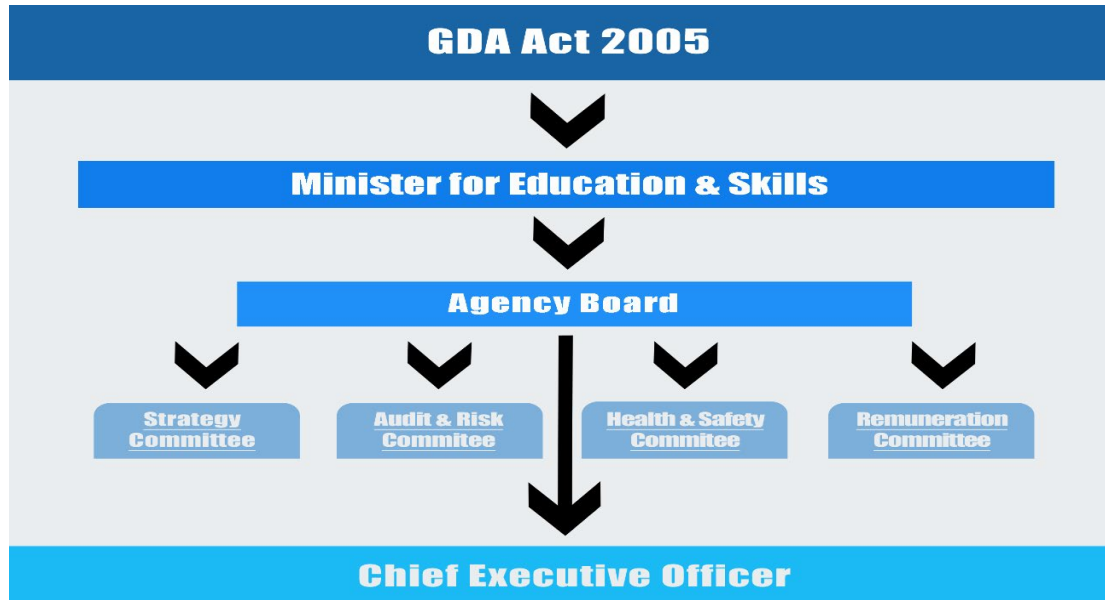 GDA Act 2005
Minister for Education & Skills
Agency Board
Strategy
Committee
Audit & Risk
Commitee
Health & Safety
Commitee
Remuneration
Committee
Chief Executive Officer